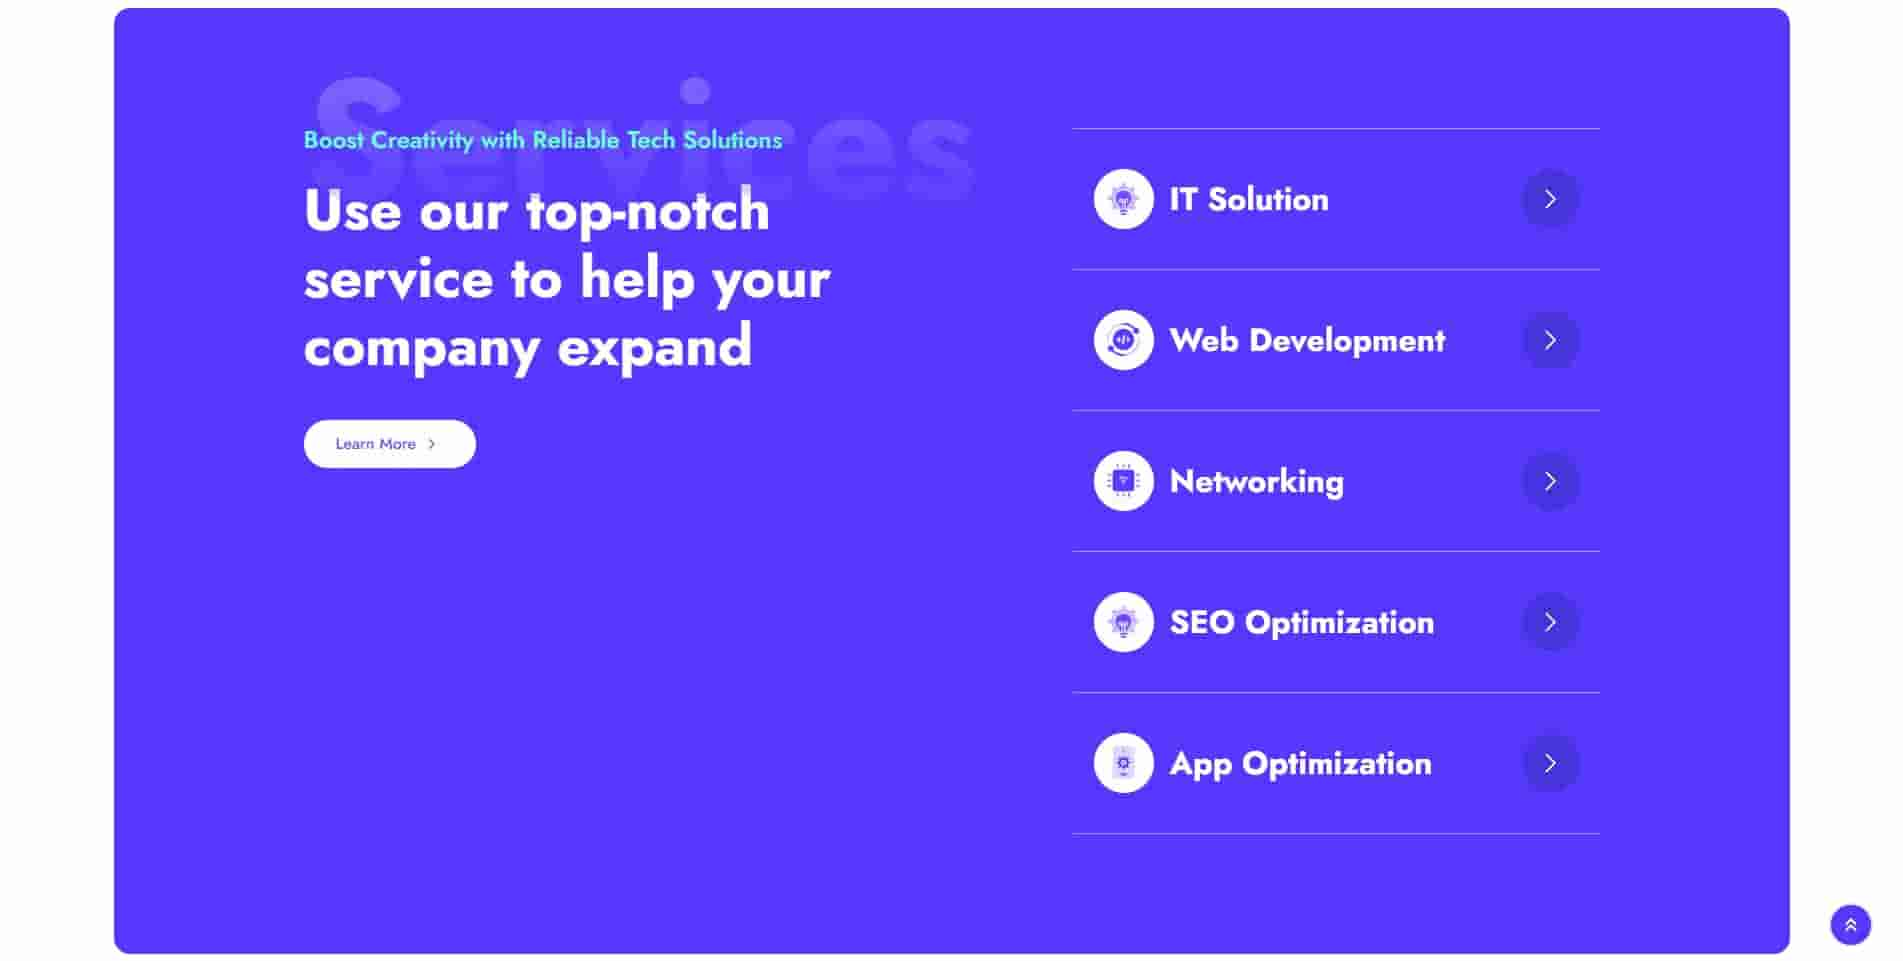 Services
Boost Creativity with Reliable Tech Solutions
Use our top-notch
service to help your
company expand
Learn More
IT Solution
Web Development
Networking
SEO Optimization
App Optimization